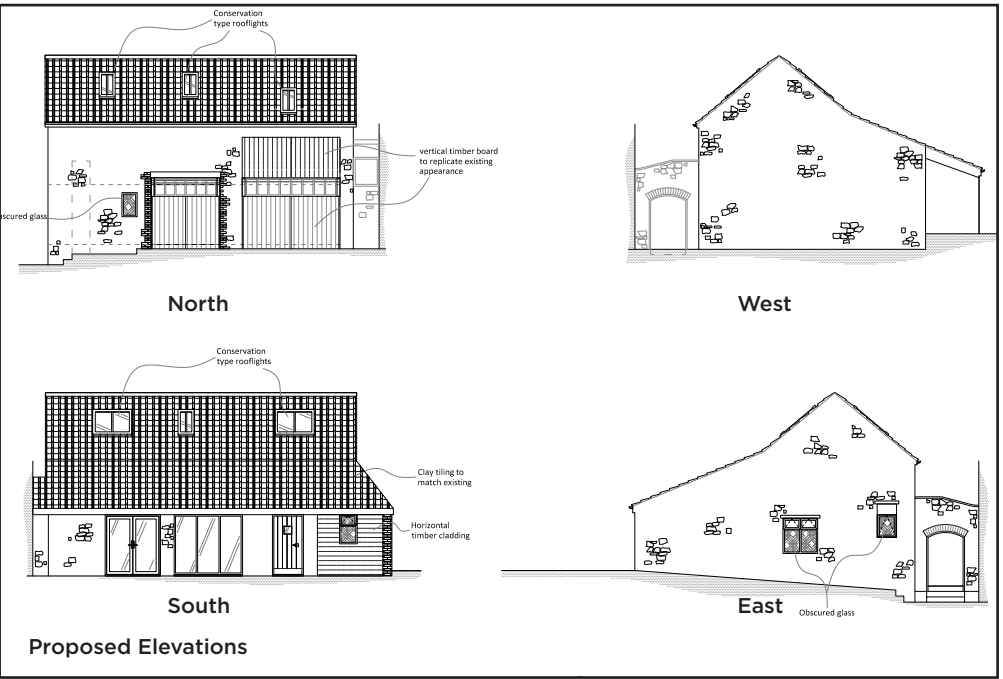 Conservation
type rooflights
vertical timber board
to replicate existing
appearance
glass
North
West
Conservation
type rooflights
Clay tiling to
match existing
Horizontal
timber cladding
South
East
Obscured glass
Proposed Elevations